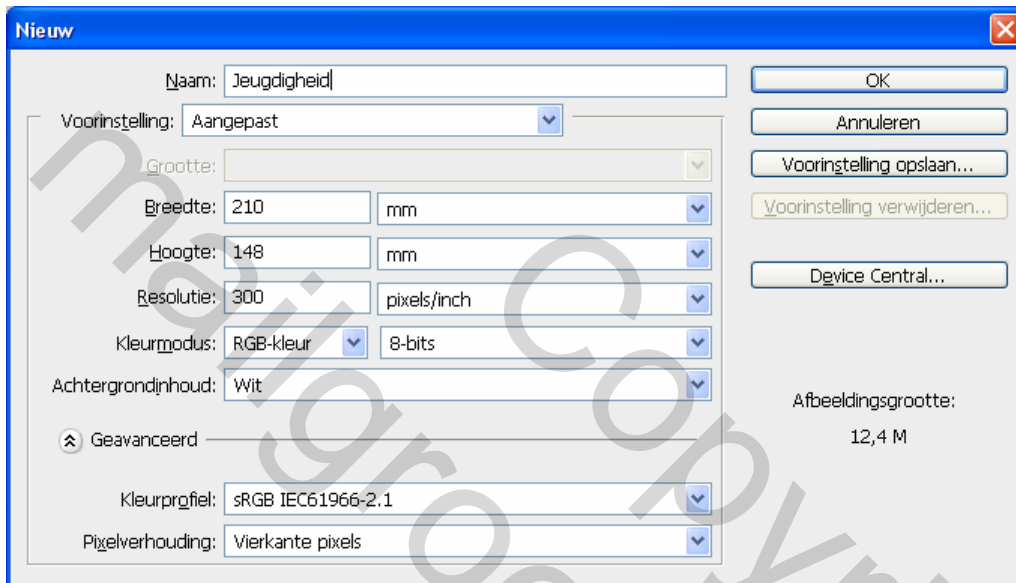 Nieuw
Naam: Jeugdigheid
OK
Voorinstelling: Aangepast
Annuleren
Grootte:
Voorinstelling opslaan...
Breedte: 210 mm
Voorinstelling verwijderen...
Hoogte: 148 mm
Device Central...
Resolutie: 300 pixels/inch
Kleurmodus: RGB-kleur 8-bits
Achtergrondinhoud: Wit
Afbeeldingsgrootte:
12,4 M
Geavanceerd
Kleurprofiel: sRGB IEC61966-2.1
Pixelverhouding: Vierkante pixels